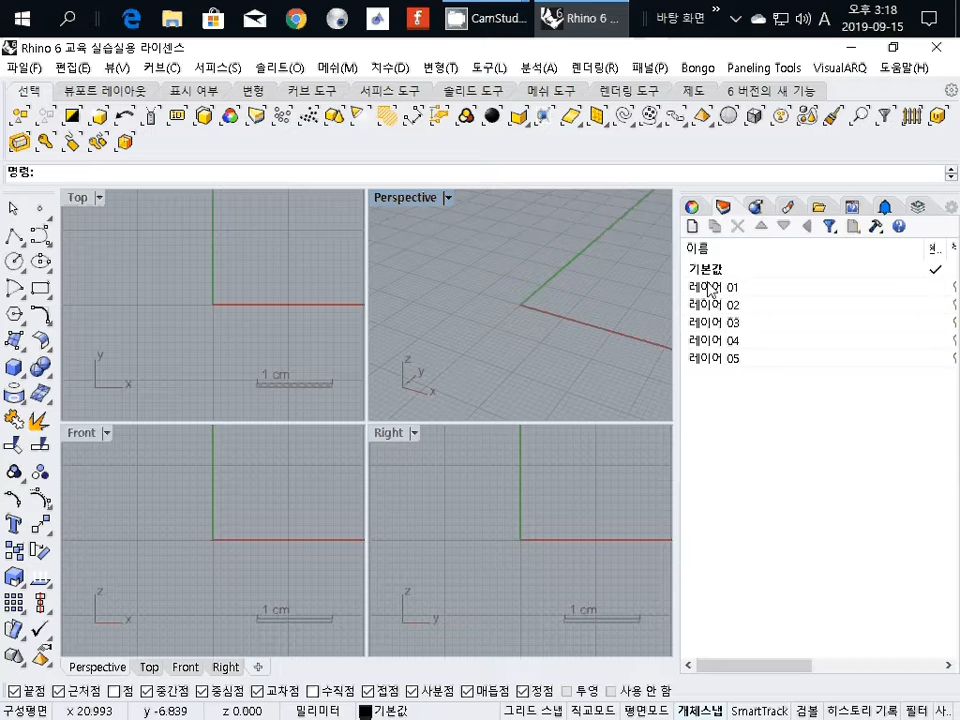 CamStud...
Rhino 6 ...
바탕 화면
A
오후 3:18
2019-09-15
Rhino 6 교육 실습실용 라이센스
파일(F) 편집(E) 뷰(V) 커브(C) 서피스(S) 솔리드(O) 메쉬(M) 치수(D) 변형(T) 도구(L) 분석(A) 렌더링(R) 패널(P) Bongo Paneling Tools VisualARQ 도움말(H)
선택 뷰포트 레이아웃 표시 여부 변형 커브 도구 서피스 도구 솔리드 도구 메쉬 도구 렌더링 도구 제도 6 버전의 새 기능
명령:
Top
Perspective
이름 현..
기본값
레이어 01
레이어 02
레이어 03
레이어 04
레이어 05
y
x
1 cm
z
y
x
Front
Right
z
x
1 cm
z
y
1 cm
Perspective Top Front Right
끝점 근처점 점 중간점 중심점 교차점 수직점 접점 사분점 매듭점 정점 투영 사용 안 함
구성평면 x 20.993 y -6.839 z 0.000 밀리미터 기본값 그리드 스냅 직교모드 평면모드 개체스냅 SmartTrack 검볼 히스토리 기록 필터 사..